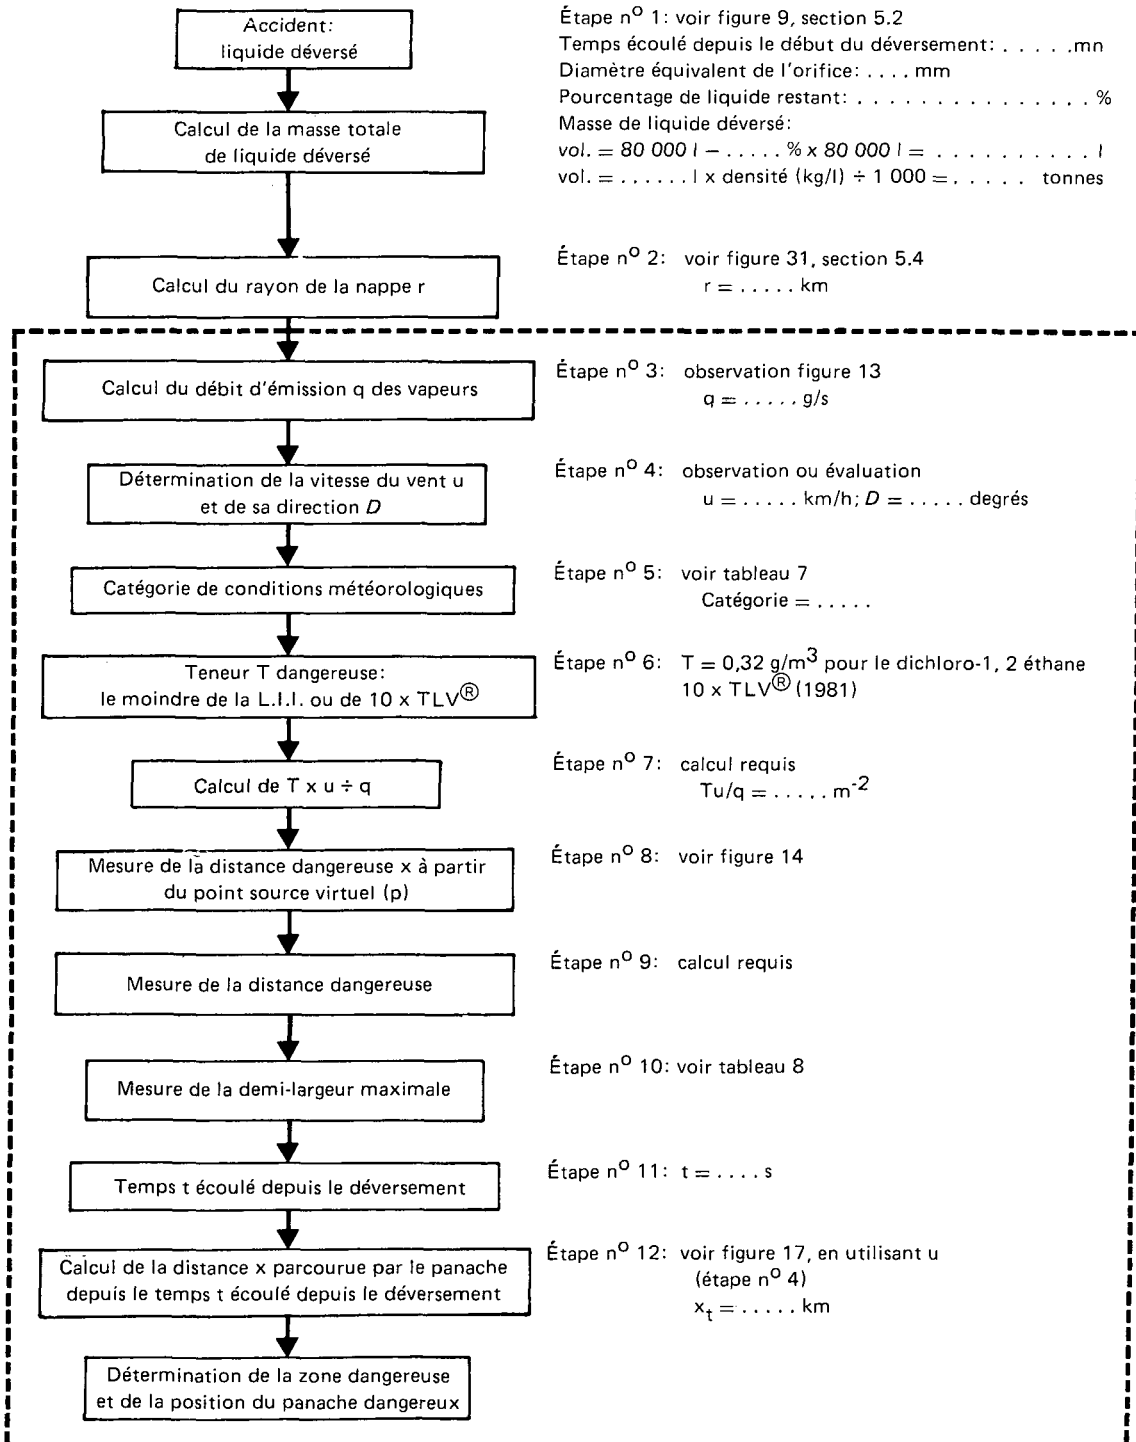 Accident:
liquide déversé
Étape nº 1: voir figure 9, section 5.2
Temps écoulé depuis le début du déversement: . . . . .mn
Diamètre équivalent de l'orifice: . . . . mm
Pourcentage de liquide restant: . . . . . . . . . . . . . . . %
Masse de liquide déversé:
vol. = 80 000 l – . . . . . % x 80 000 l = . . . . . . . . . . . l
vol. = . . . . . . l x densité (kg/l) ÷ 1 000 = . . . . . tonnes
Calcul de la masse totale
de liquide déversé
Calcul du rayon de la nappe r
Étape nº 2: voir figure 31, section 5.4
r = . . . . . km
Calcul du débit d'émission q des vapeurs
Étape nº 3: observation figure 13
q = . . . . . g/s
Détermination de la vitesse du vent u
et de sa direction D
Étape nº 4: observation ou évaluation
u = . . . . . km/h; D = . . . . . degrés
Catégorie de conditions météorologiques
Étape nº 5: voir tableau 7
Catégorie = . . . . .
Teneur T dangereuse:
le moindre de la L.I.I. ou de 10 x TLV®
Étape nº 6: T = 0,32 g/m³ pour le dichloro-1, 2 éthane
10 x TLV® (1981)
Calcul de T x u ÷ q
Étape nº 7: calcul requis
Tu/q = . . . . . m⁻²
Mesure de la distance dangereuse x à partir
du point source virtuel (p)
Étape nº 8: voir figure 14
Mesure de la distance dangereuse
Étape nº 9: calcul requis
Mesure de la demi-largeur maximale
Étape nº 10: voir tableau 8
Temps t écoulé depuis le déversement
Étape nº 11: t = . . . . s
Calcul de la distance x parcourue par le panache
depuis le temps t écoulé depuis le déversement
Étape nº 12: voir figure 17, en utilisant u
(étape nº 4)
xₜ = . . . . . km
Détermination de la zone dangereuse
et de la position du panache dangereux